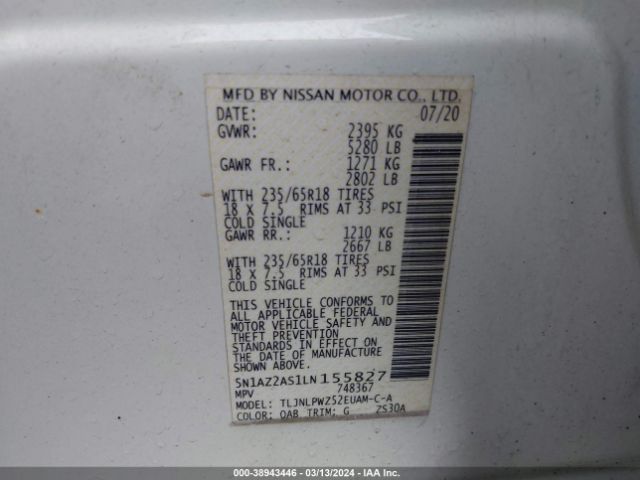 MFD BY NISSAN MOTOR CO., LTD.
DATE: 07/20
GVWR: 2395 KG
5280 LB
GAWR FR.: 1271 KG
2802 LB
WITH 235/65R18 TIRES
18 X 7.5 RIMS AT 33 PSI
COLD SINGLE
GAWR RR.: 1210 KG
2667 LB
WITH 235/65R18 TIRES
18 X 7.5 RIMS AT 33 PSI
COLD SINGLE
THIS VEHICLE CONFORMS TO
ALL APPLICABLE FEDERAL
MOTOR VEHICLE SAFETY AND
THEFT PREVENTION
STANDARDS IN EFFECT ON
THE DATE OF MANUFACTURE
SHOWN ABOVE.
5N1AZ2AS1LN155827
MPV 748367
MODEL: TLJNLPWZ52EUAM-C-A
COLOR: QAB TRIM: G ZS30A
000-38943446 - 03/13/2024 - IAA Inc.